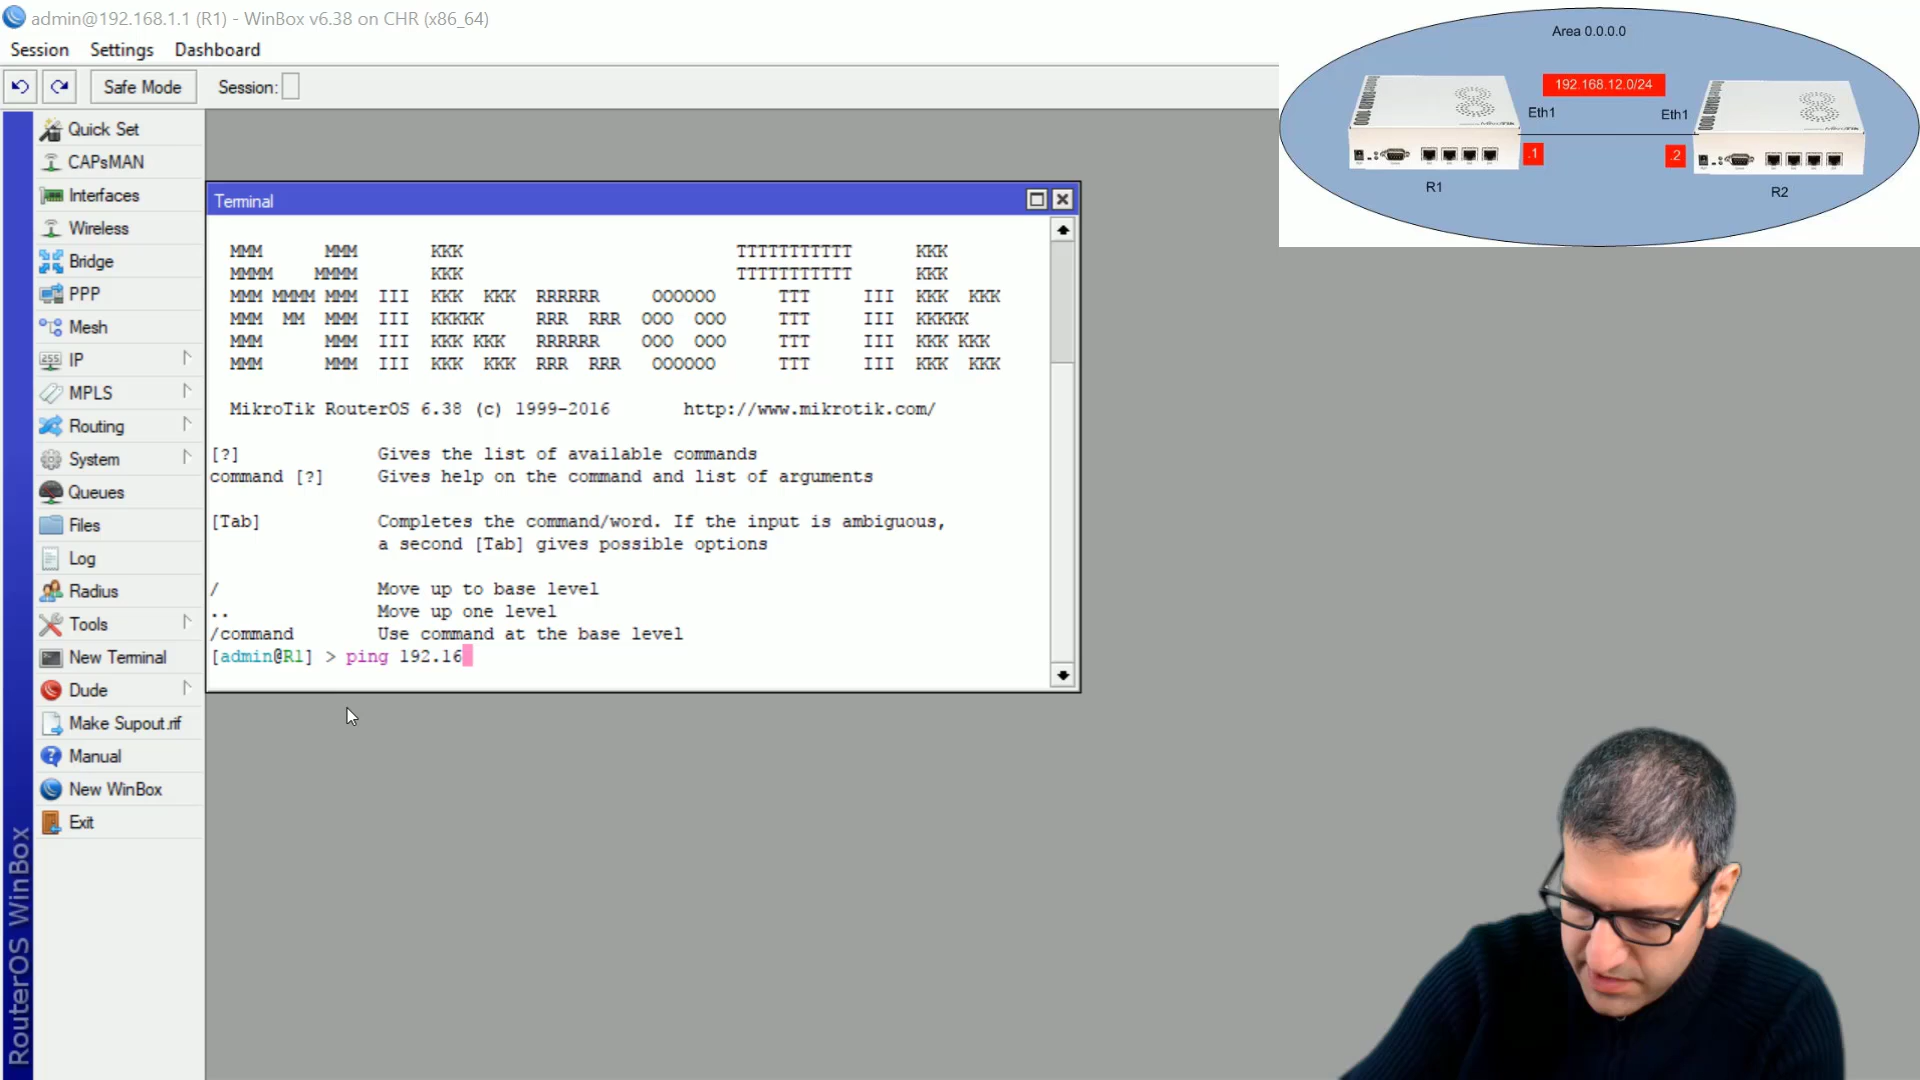 admin@192.168.1.1 (R1) - WinBox v6.38 on CHR (x86_64)
Session Settings Dashboard
Safe Mode Session:
Quick Set
CAPsMAN
Interfaces
Wireless
Bridge
PPP
Mesh
IP
MPLS
Routing
System
Queues
Files
Log
Radius
Tools
New Terminal
Dude
Make Supout.rif
Manual
New WinBox
Exit
RouterOS WinBox
Terminal
MMM      MMM       KKK                          TTTTTTTTTTT      KKK
MMMM    MMMM       KKK                          TTTTTTTTTTT      KKK
MMM MMMM MMM  III  KKK  KKK  RRRRRR     OOOOOO      TTT     III  KKK  KKK
MMM  MM  MMM  III  KKKKK     RRR  RRR  OOO  OOO     TTT     III  KKKKK
MMM      MMM  III  KKK KKK   RRRRRR    OOO  OOO     TTT     III  KKK KKK
MMM      MMM  III  KKK  KKK  RRR  RRR   OOOOOO      TTT     III  KKK  KKK
MikroTik RouterOS 6.38 (c) 1999-2016       http://www.mikrotik.com/
[?]             Gives the list of available commands
command [?]     Gives help on the command and list of arguments
[Tab]           Completes the command/word. If the input is ambiguous,
a second [Tab] gives possible options
/               Move up to base level
..              Move up one level
/command        Use command at the base level
[admin@R1] > ping 192.16
Area 0.0.0.0
192.168.12.0/24
Eth1 Eth1
.1 .2
R1 R2